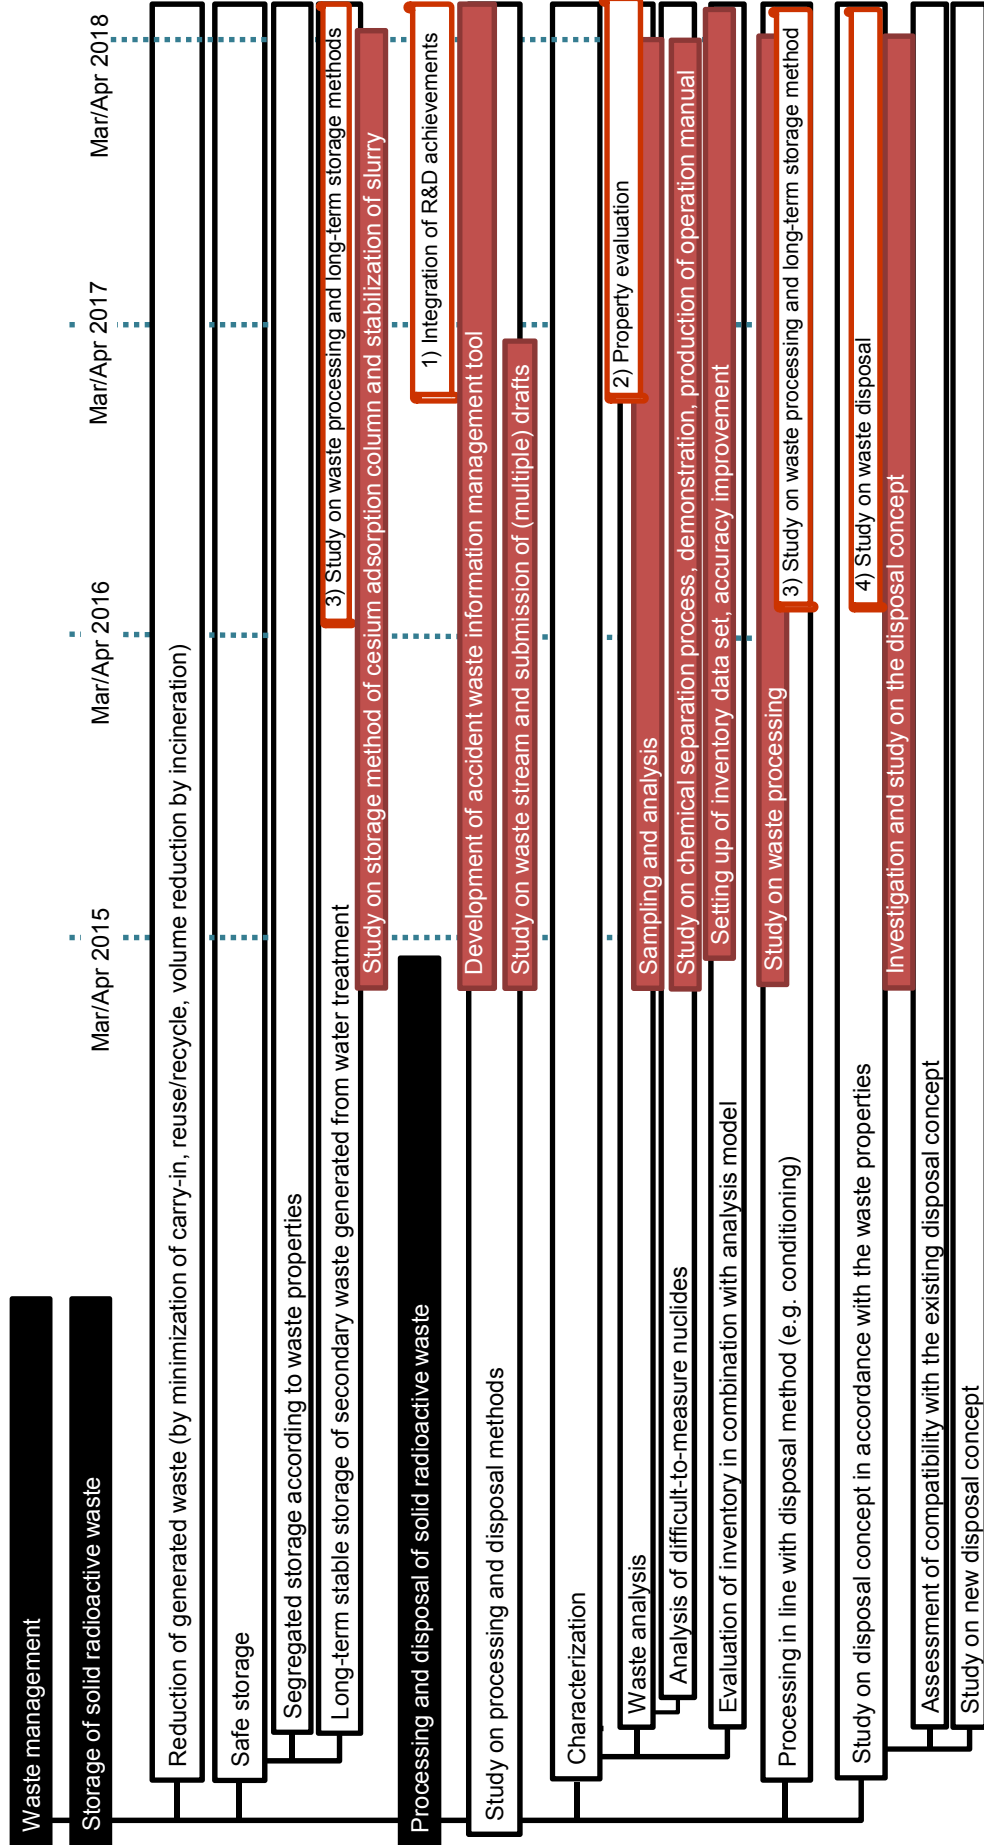 Mar/Apr 2015
Mar/Apr 2016
Mar/Apr 2017
Mar/Apr 2018
Waste management
Storage of solid radioactive waste
Reduction of generated waste (by minimization of carry-in, reuse/recycle, volume reduction by incineration)
Safe storage
Segregated storage according to waste properties
Long-term stable storage of secondary waste generated from water treatment
3) Study on waste processing and long-term storage methods
Study on storage method of cesium adsorption column and stabilization of slurry
Processing and disposal of solid radioactive waste
1) Integration of R&D achievements
Study on processing and disposal methods
Development of accident waste information management tool
Study on waste stream and submission of (multiple) drafts
Characterization
2) Property evaluation
Waste analysis
Sampling and analysis
Analysis of difficult-to-measure nuclides
Study on chemical separation process, demonstration, production of operation manual
Evaluation of inventory in combination with analysis model
Setting up of inventory data set, accuracy improvement
Processing in line with disposal method (e.g. conditioning)
Study on waste processing
3) Study on waste processing and long-term storage method
Study on disposal concept in accordance with the waste properties
4) Study on waste disposal
Investigation and study on the disposal concept
Assessment of compatibility with the existing disposal concept
Study on new disposal concept